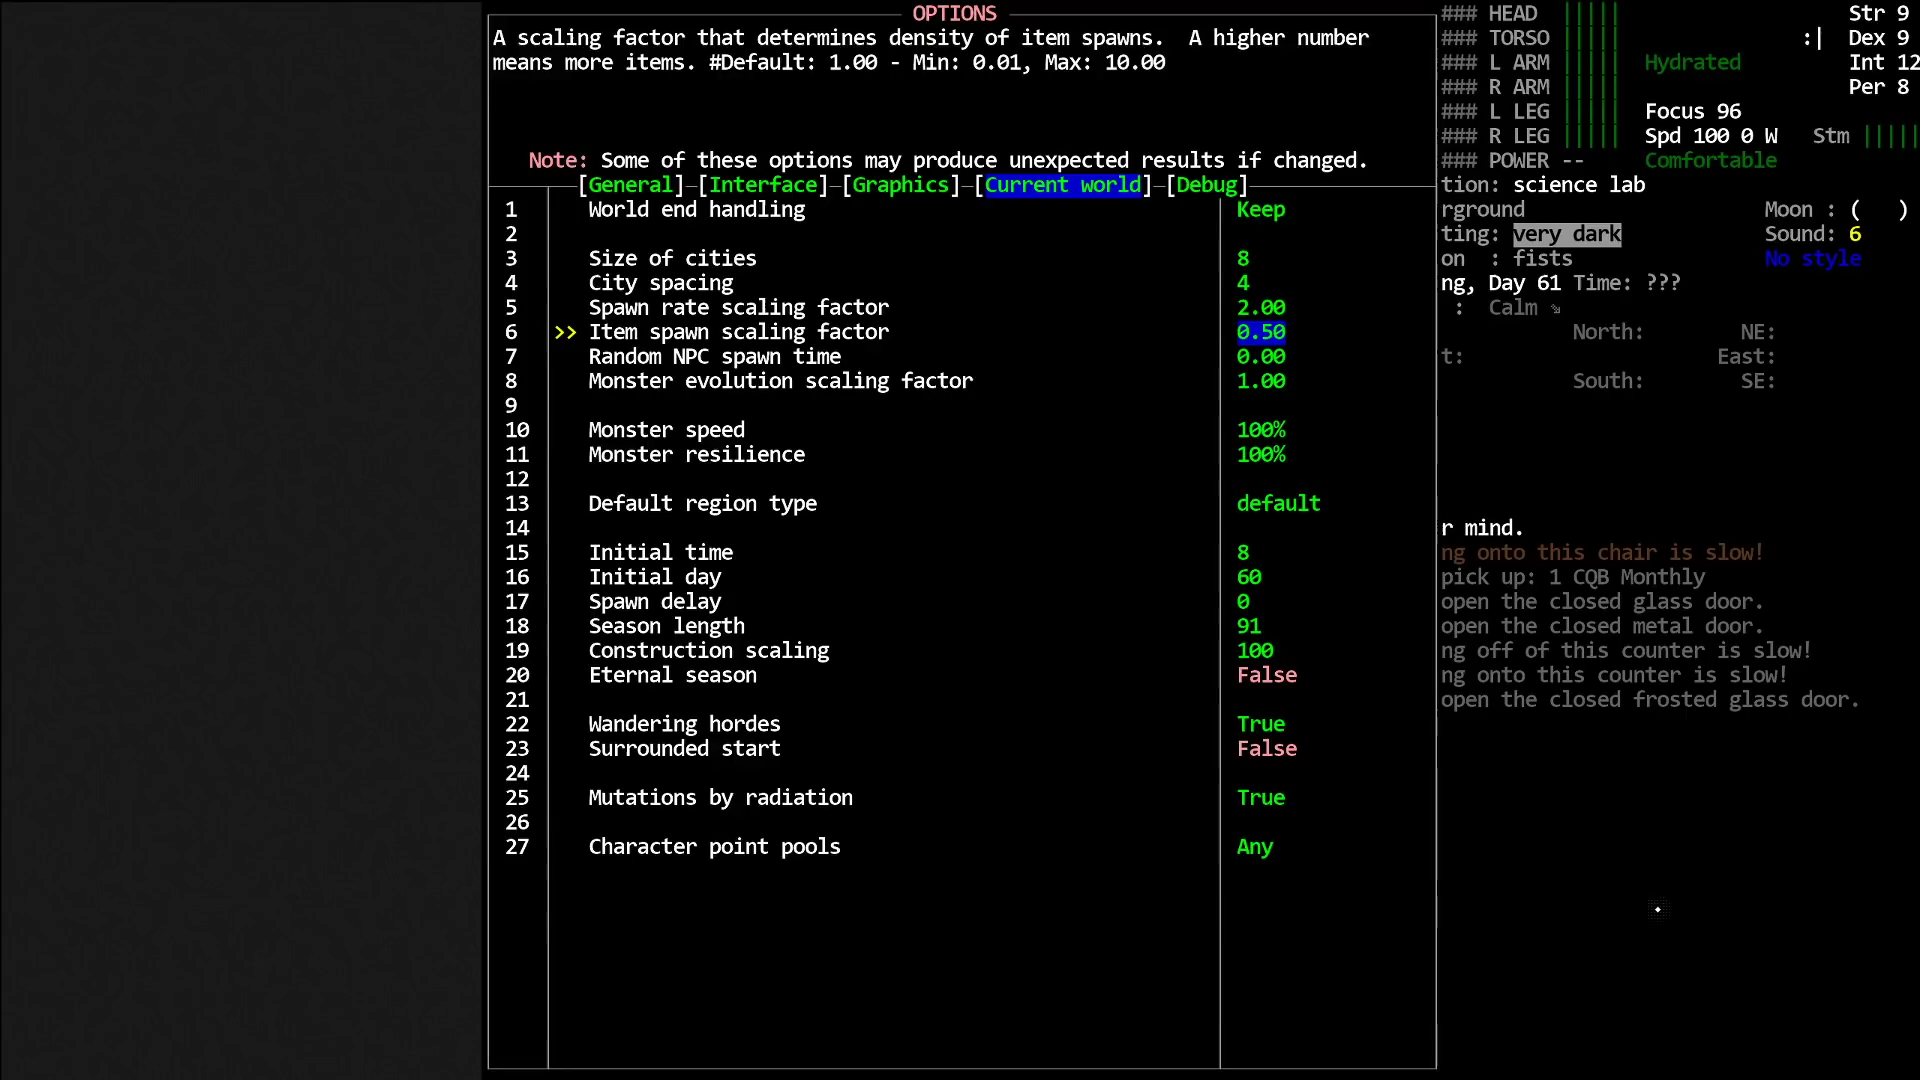 OPTIONS
A scaling factor that determines density of item spawns.  A higher number
means more items. #Default: 1.00 - Min: 0.01, Max: 10.00
Note: Some of these options may produce unexpected results if changed.
[General] [Interface] [Graphics] [Current world] [Debug]
1 World end handling Keep
2
3 Size of cities 8
4 City spacing 4
5 Spawn rate scaling factor 2.00
6 >> Item spawn scaling factor 0.50
7 Random NPC spawn time 0.00
8 Monster evolution scaling factor 1.00
9
10 Monster speed 100%
11 Monster resilience 100%
12
13 Default region type default
14
15 Initial time 8
16 Initial day 60
17 Spawn delay 0
18 Season length 91
19 Construction scaling 100
20 Eternal season False
21
22 Wandering hordes True
23 Surrounded start False
24
25 Mutations by radiation True
26
27 Character point pools Any
### HEAD ||||| Str 9
### TORSO ||||| :| Dex 9
### L ARM ||||| Hydrated Int 12
### R ARM ||||| Per 8
### L LEG ||||| Focus 96
### R LEG ||||| Spd 100 0 W Stm |||||
### POWER -- Comfortable
tion: science lab
rground Moon : (   )
ting: very dark Sound: 6
on  : fists No style
ng, Day 61 Time: ???
: Calm ⇘
North: NE:
t: East:
South: SE:
r mind.
ng onto this chair is slow!
pick up: 1 CQB Monthly
open the closed glass door.
open the closed metal door.
ng off of this counter is slow!
ng onto this counter is slow!
open the closed frosted glass door.